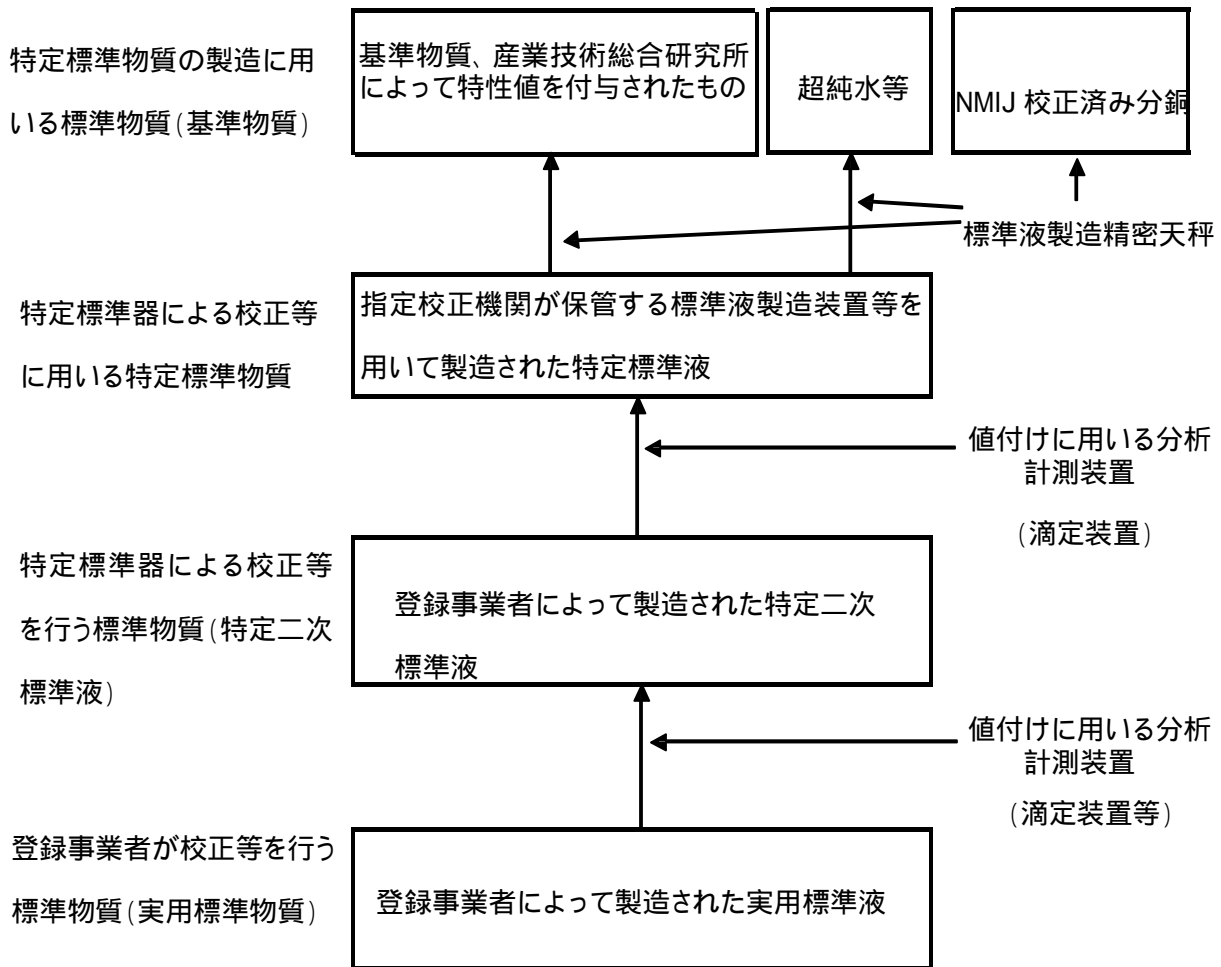 特定標準物質の製造に用
いる標準物質(基準物質)
基準物質、産業技術総合研究所
によって特性値を付与されたもの
超純水等
NMIJ 校正済み分銅
標準液製造精密天秤
特定標準器による校正等
に用いる特定標準物質
指定校正機関が保管する標準液製造装置等を
用いて製造された特定標準液
値付けに用いる分析
計測装置
(滴定装置)
特定標準器による校正等
を行う標準物質(特定二次
標準液)
登録事業者によって製造された特定二次
標準液
値付けに用いる分析
計測装置
(滴定装置等)
登録事業者が校正等を行う
標準物質(実用標準物質)
登録事業者によって製造された実用標準液